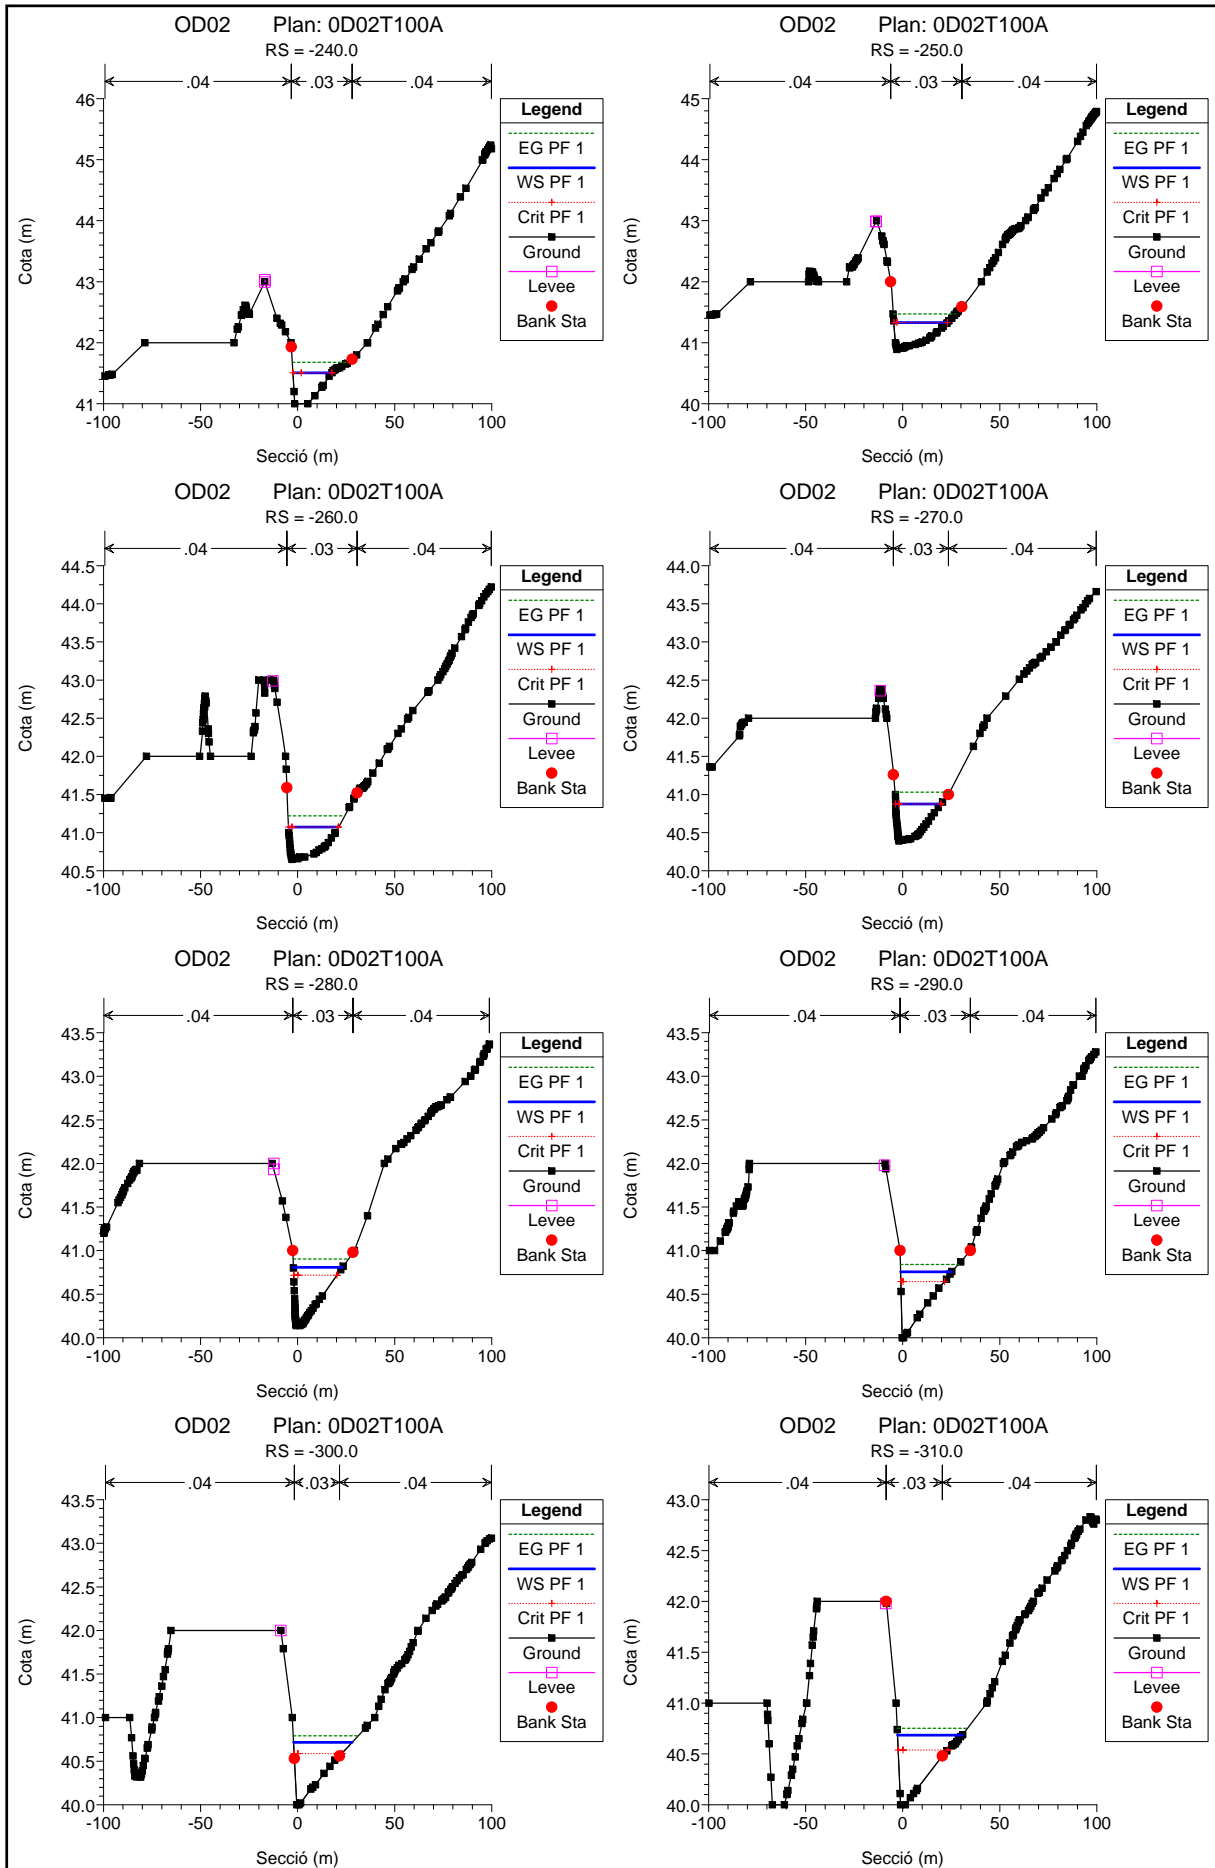 OD02 Plan: 0D02T100A
RS = -240.0
.04 .03 .04
46
45
44
43
42
41
Cota (m)
-100 -50 0 50 100
Secció (m)
Legend
EG PF 1
WS PF 1
Crit PF 1
Ground
Levee
Bank Sta
OD02 Plan: 0D02T100A
RS = -250.0
.04 .03 .04
45
44
43
42
41
40
Cota (m)
-100 -50 0 50 100
Secció (m)
Legend
EG PF 1
WS PF 1
Crit PF 1
Ground
Levee
Bank Sta
OD02 Plan: 0D02T100A
RS = -260.0
.04 .03 .04
44.5
44.0
43.5
43.0
42.5
42.0
41.5
41.0
40.5
Cota (m)
-100 -50 0 50 100
Secció (m)
Legend
EG PF 1
WS PF 1
Crit PF 1
Ground
Levee
Bank Sta
OD02 Plan: 0D02T100A
RS = -270.0
.04 .03 .04
44.0
43.5
43.0
42.5
42.0
41.5
41.0
40.5
40.0
Cota (m)
-100 -50 0 50 100
Secció (m)
Legend
EG PF 1
WS PF 1
Crit PF 1
Ground
Levee
Bank Sta
OD02 Plan: 0D02T100A
RS = -280.0
.04 .03 .04
43.5
43.0
42.5
42.0
41.5
41.0
40.5
40.0
Cota (m)
-100 -50 0 50 100
Secció (m)
Legend
EG PF 1
WS PF 1
Crit PF 1
Ground
Levee
Bank Sta
OD02 Plan: 0D02T100A
RS = -290.0
.04 .03 .04
43.5
43.0
42.5
42.0
41.5
41.0
40.5
40.0
Cota (m)
-100 -50 0 50 100
Secció (m)
Legend
EG PF 1
WS PF 1
Crit PF 1
Ground
Levee
Bank Sta
OD02 Plan: 0D02T100A
RS = -300.0
.04 .03 .04
43.5
43.0
42.5
42.0
41.5
41.0
40.5
40.0
Cota (m)
-100 -50 0 50 100
Secció (m)
Legend
EG PF 1
WS PF 1
Crit PF 1
Ground
Levee
Bank Sta
OD02 Plan: 0D02T100A
RS = -310.0
.04 .03 .04
43.0
42.5
42.0
41.5
41.0
40.5
40.0
Cota (m)
-100 -50 0 50 100
Secció (m)
Legend
EG PF 1
WS PF 1
Crit PF 1
Ground
Levee
Bank Sta